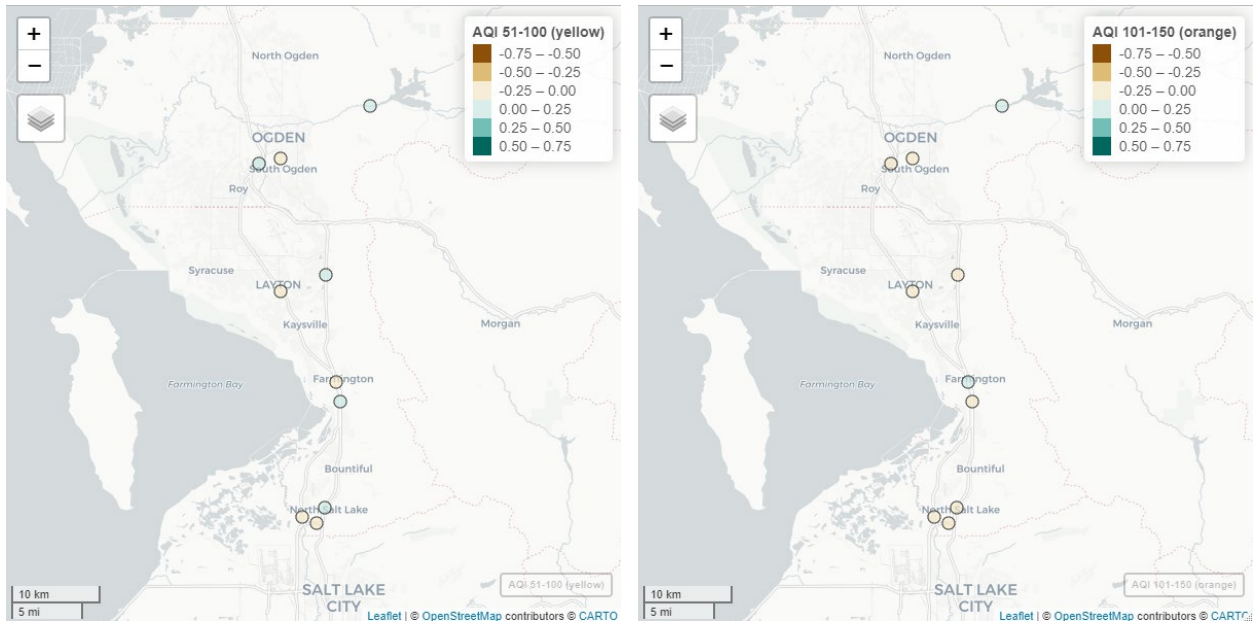 +
−
AQI 51-100 (yellow)
-0.75 – -0.50
-0.50 – -0.25
-0.25 – 0.00
0.00 – 0.25
0.25 – 0.50
0.50 – 0.75
North Ogden
OGDEN
South Ogden
Roy
Syracuse
LAYTON
Kaysville
Morgan
Farmington
Farmington Bay
Bountiful
North Salt Lake
SALT LAKE
CITY
10 km
5 mi
AQI 51-100 (yellow)
Leaflet | © OpenStreetMap contributors © CARTO
+
−
AQI 101-150 (orange)
-0.75 – -0.50
-0.50 – -0.25
-0.25 – 0.00
0.00 – 0.25
0.25 – 0.50
0.50 – 0.75
North Ogden
OGDEN
South Ogden
Roy
Syracuse
LAYTON
Kaysville
Morgan
Farmington
Farmington Bay
Bountiful
North Salt Lake
SALT LAKE
CITY
10 km
5 mi
AQI 101-150 (orange)
Leaflet | © OpenStreetMap contributors © CARTO